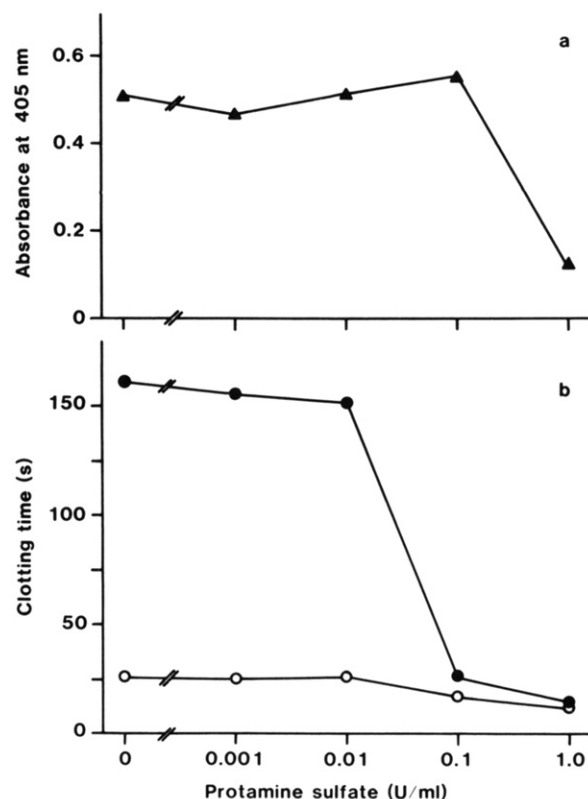 a
Absorbance at 405 nm
0.6
0.4
0.2
0
b
Clotting time (s)
150
100
50
0
0 0.001 0.01 0.1 1.0
Protamine sulfate (U/ml)